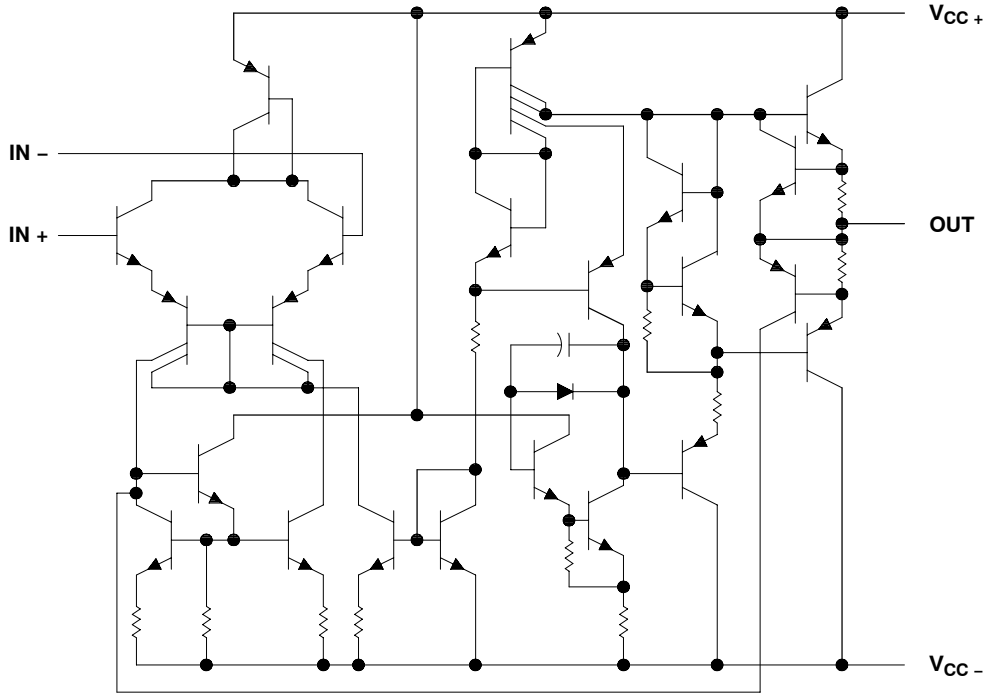 VCC +
IN −
IN +
OUT
VCC −